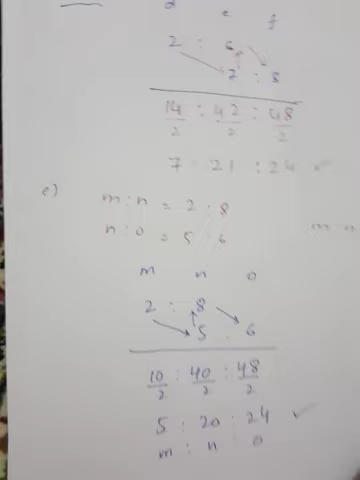 d e f
2 : 6
7 : 8
14/2 : 42/2 : 48/2
7 : 21 : 24 ✓
e) m : n = 2 : 8
n : o = 5 : 6
m n o
2 : 8
5 : 6
10/2 : 40/2 : 48/2
5 : 20 : 24 ✓
m : n : o